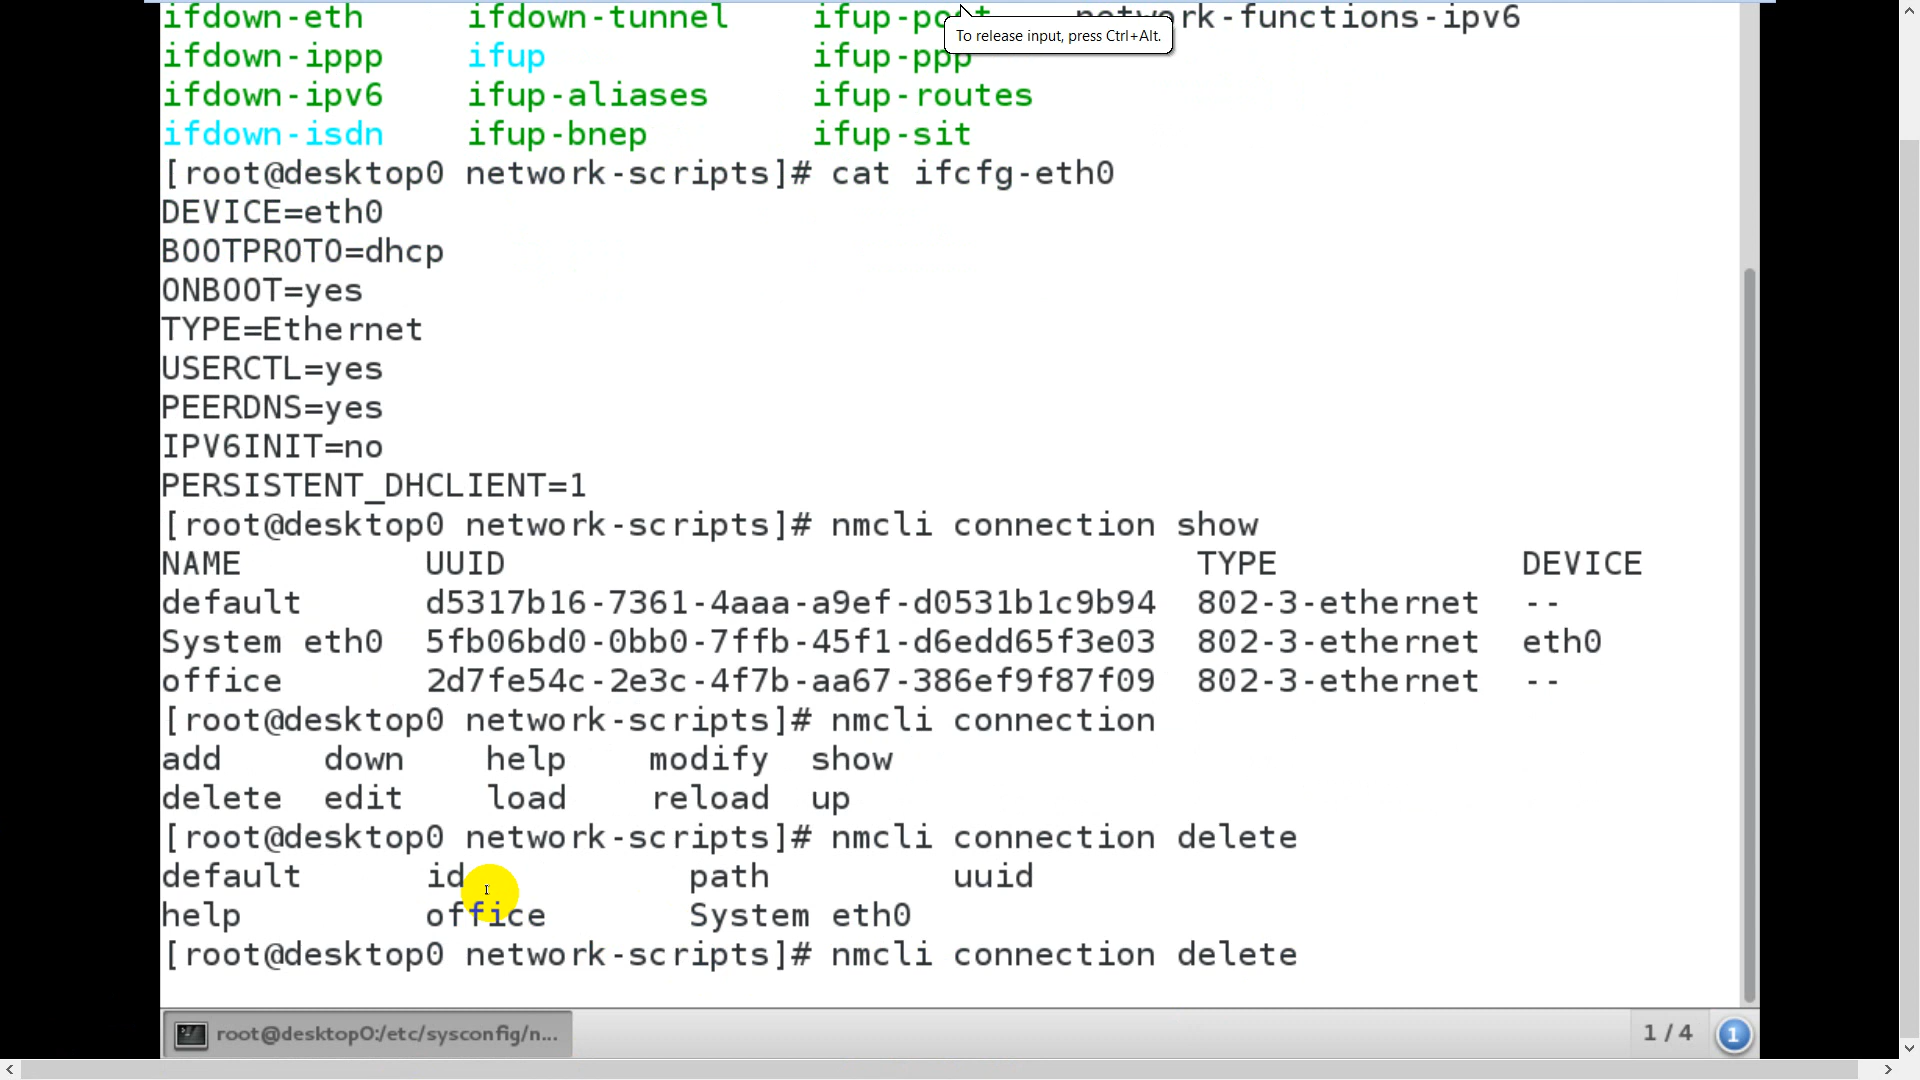 ifdown-eth ifdown-tunnel ifup-post network-functions-ipv6
To release input, press Ctrl+Alt.
ifdown-ippp ifup ifup-ppp
ifdown-ipv6 ifup-aliases ifup-routes
ifdown-isdn ifup-bnep ifup-sit
[root@desktop0 network-scripts]# cat ifcfg-eth0
DEVICE=eth0
BOOTPROTO=dhcp
ONBOOT=yes
TYPE=Ethernet
USERCTL=yes
PEERDNS=yes
IPV6INIT=no
PERSISTENT_DHCLIENT=1
[root@desktop0 network-scripts]# nmcli connection show
NAME UUID TYPE DEVICE
default d5317b16-7361-4aaa-a9ef-d0531b1c9b94 802-3-ethernet --
System eth0 5fb06bd0-0bb0-7ffb-45f1-d6edd65f3e03 802-3-ethernet eth0
office 2d7fe54c-2e3c-4f7b-aa67-386ef9f87f09 802-3-ethernet --
[root@desktop0 network-scripts]# nmcli connection
add down help modify show
delete edit load reload up
[root@desktop0 network-scripts]# nmcli connection delete
default id path uuid
help office System eth0
[root@desktop0 network-scripts]# nmcli connection delete
root@desktop0:/etc/sysconfig/n...
1 / 4
1